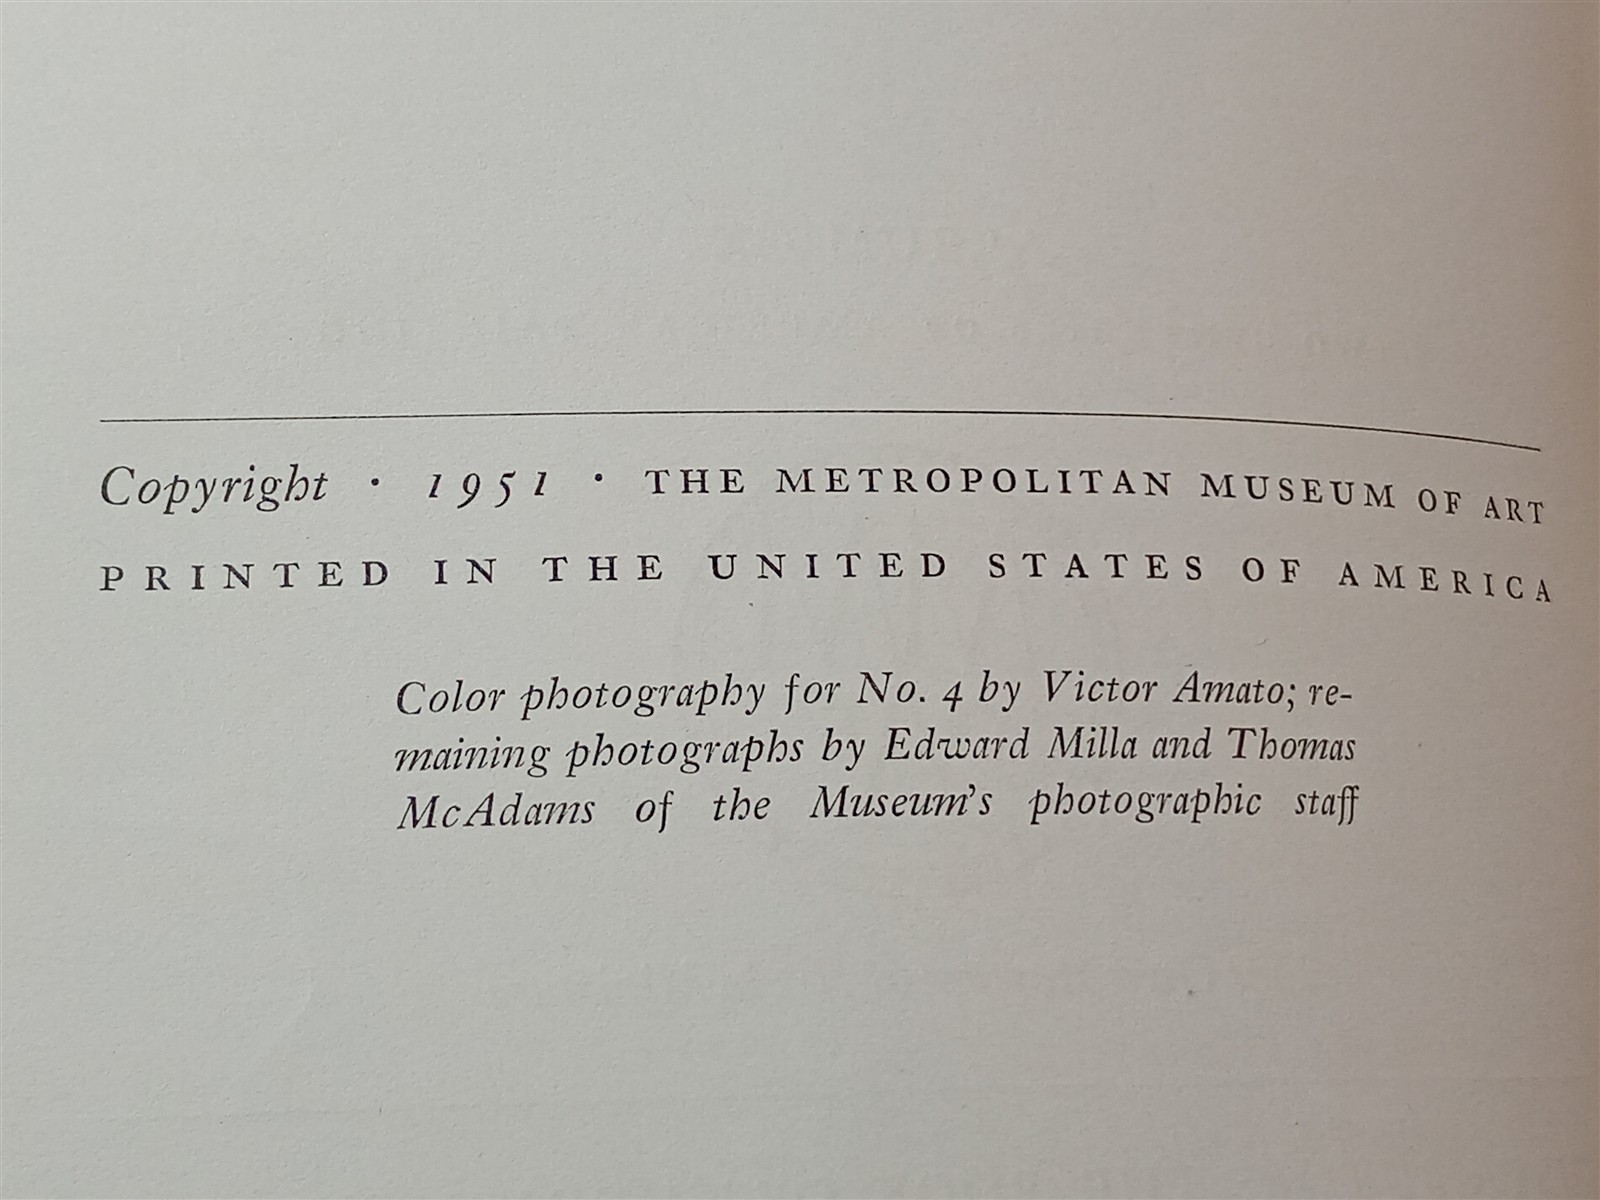 Copyright · 1951 · THE METROPOLITAN MUSEUM OF ART
PRINTED IN THE UNITED STATES OF AMERICA
Color photography for No. 4 by Victor Amato; re-
maining photographs by Edward Milla and Thomas
McAdams of the Museum's photographic staff